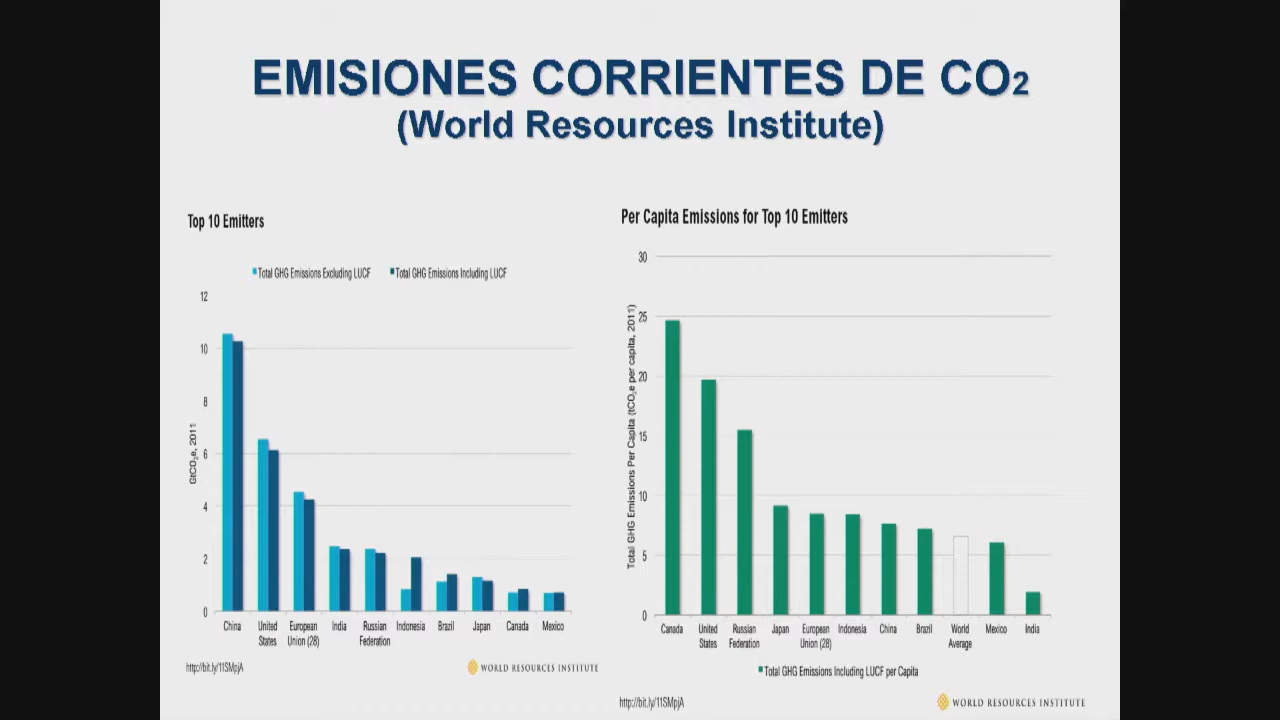 EMISIONES CORRIENTES DE CO2
(World Resources Institute)
Top 10 Emitters
Total GHG Emissions Excluding LUCF
Total GHG Emissions Including LUCF
GtCO2e, 2011
12
10
8
6
4
2
0
China
United States
European Union (28)
India
Russian Federation
Indonesia
Brazil
Japan
Canada
Mexico
http://bit.ly/11SMpjA
WORLD RESOURCES INSTITUTE
Per Capita Emissions for Top 10 Emitters
Total GHG Emissions Per Capita (tCO2e per capita, 2011)
30
25
20
15
10
5
0
Canada
United States
Russian Federation
Japan
European Union (28)
Indonesia
China
Brazil
World Average
Mexico
India
Total GHG Emissions Including LUCF per Capita
http://bit.ly/11SMpjA
WORLD RESOURCES INSTITUTE